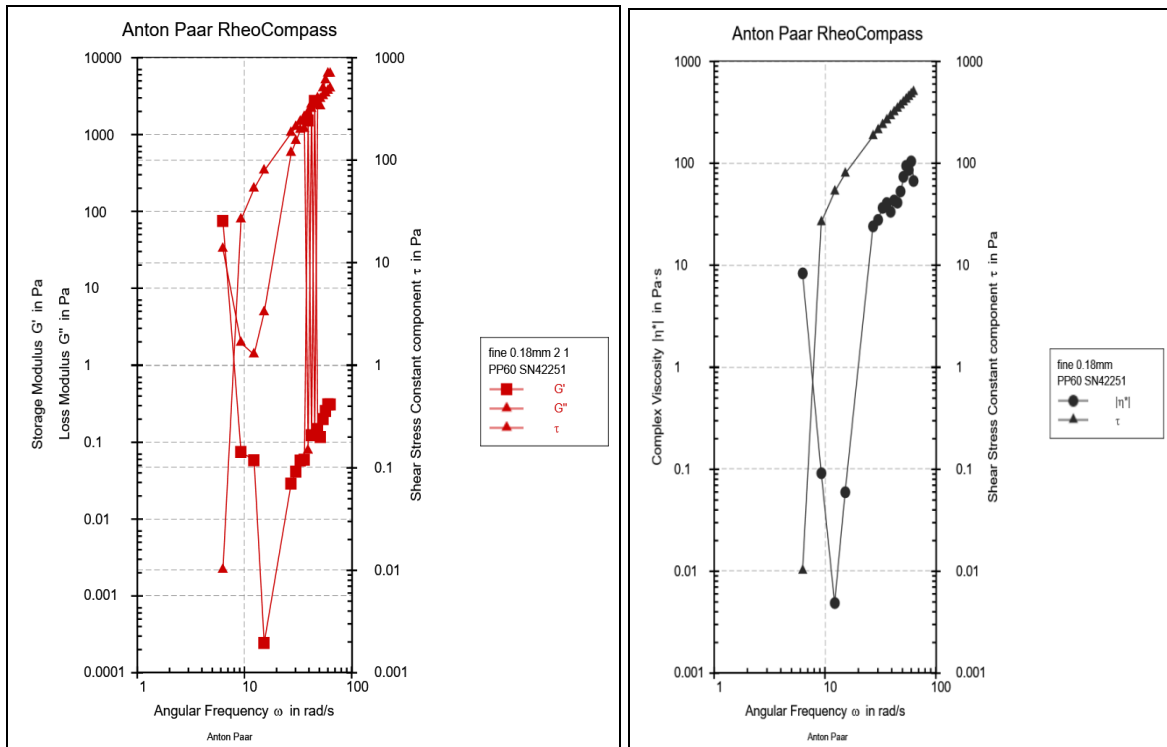 Anton Paar RheoCompass
10000
1000
100
10
1
0.1
0.01
0.001
0.0001
Storage Modulus G' in Pa
Loss Modulus G'' in Pa
1000
100
10
1
0.1
0.01
0.001
Shear Stress Constant component τ in Pa
1
10
100
Angular Frequency ω in rad/s
Anton Paar
fine 0.18mm 2 1
PP60 SN42251
G'
G''
τ
Anton Paar RheoCompass
1000
100
10
1
0.1
0.01
0.001
Complex Viscosity |η*| in Pa·s
1000
100
10
1
0.1
0.01
0.001
Shear Stress Constant component τ in Pa
1
10
100
Angular Frequency ω in rad/s
Anton Paar
fine 0.18mm
PP60 SN42251
|η*|
τ